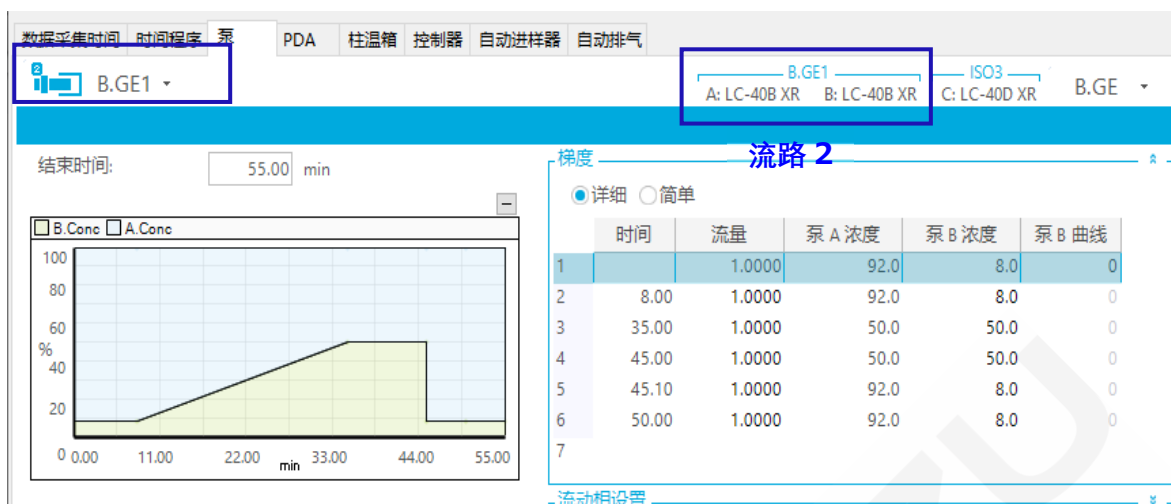 数据采集时间 时间程序 泵 PDA 柱温箱 控制器 自动进样器 自动排气
2 B.GE1 B.GE1 ISO3 B.GE
A: LC-40B XR B: LC-40B XR C: LC-40D XR
流路 2
结束时间: 55.00 min
梯度
详细 简单
B.Conc A.Conc
100
80
60
%
40
20
0 0.00 11.00 22.00 min 33.00 44.00 55.00
时间 流量 泵 A 浓度 泵 B 浓度 泵 B 曲线
1 1.0000 92.0 8.0 0
2 8.00 1.0000 92.0 8.0 0
3 35.00 1.0000 50.0 50.0 0
4 45.00 1.0000 50.0 50.0 0
5 45.10 1.0000 92.0 8.0 0
6 50.00 1.0000 92.0 8.0 0
7
流动相设置